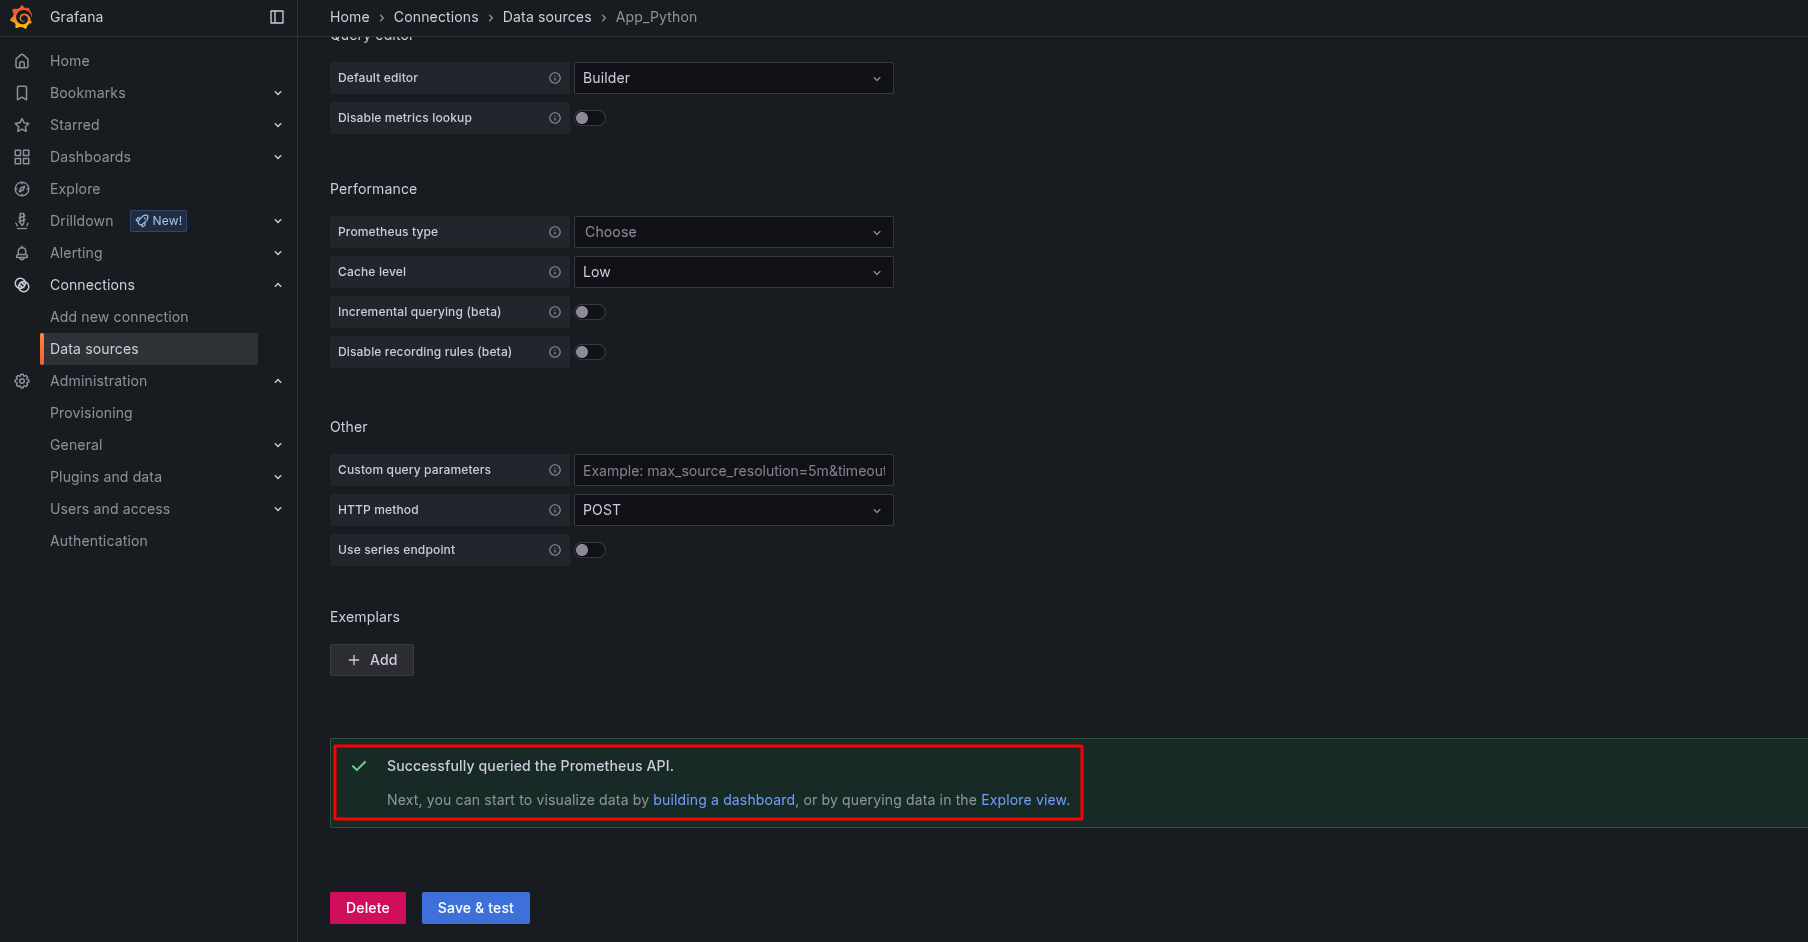 Grafana
Home › Connections › Data sources › App_Python
Home
Bookmarks
Starred
Dashboards
Explore
Drilldown New!
Alerting
Connections
Add new connection
Data sources
Administration
Provisioning
General
Plugins and data
Users and access
Authentication
Query editor
Default editor Builder
Disable metrics lookup
Performance
Prometheus type Choose
Cache level Low
Incremental querying (beta)
Disable recording rules (beta)
Other
Custom query parameters Example: max_source_resolution=5m&timeout
HTTP method POST
Use series endpoint
Exemplars
+ Add
Successfully queried the Prometheus API.
Next, you can start to visualize data by building a dashboard, or by querying data in the Explore view.
Delete Save & test